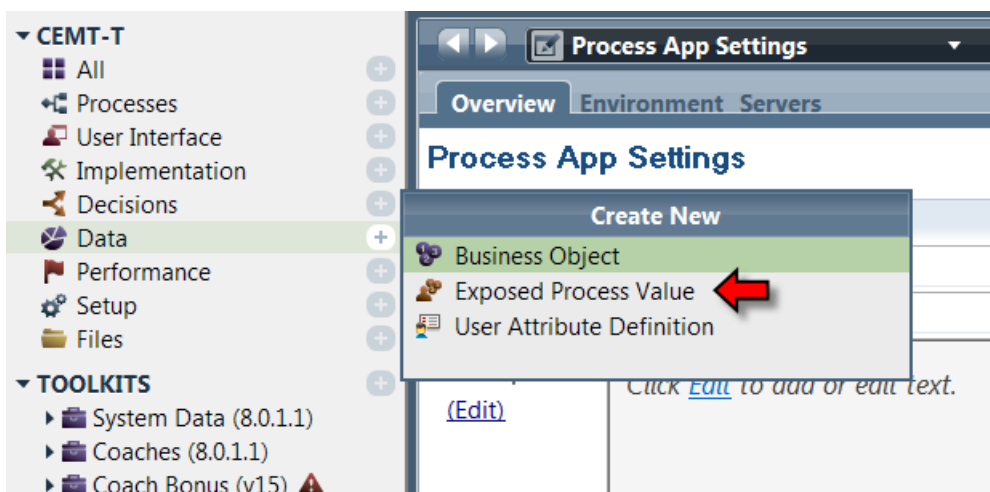 CEMT-T
All
Processes
User Interface
Implementation
Decisions
Data
Performance
Setup
Files
TOOLKITS
System Data (8.0.1.1)
Coaches (8.0.1.1)
Coach Bonus (v15)
Process App Settings
Overview Environment Servers
Process App Settings
Create New
Business Object
Exposed Process Value
User Attribute Definition
(Edit)
Click Edit to add or edit text.